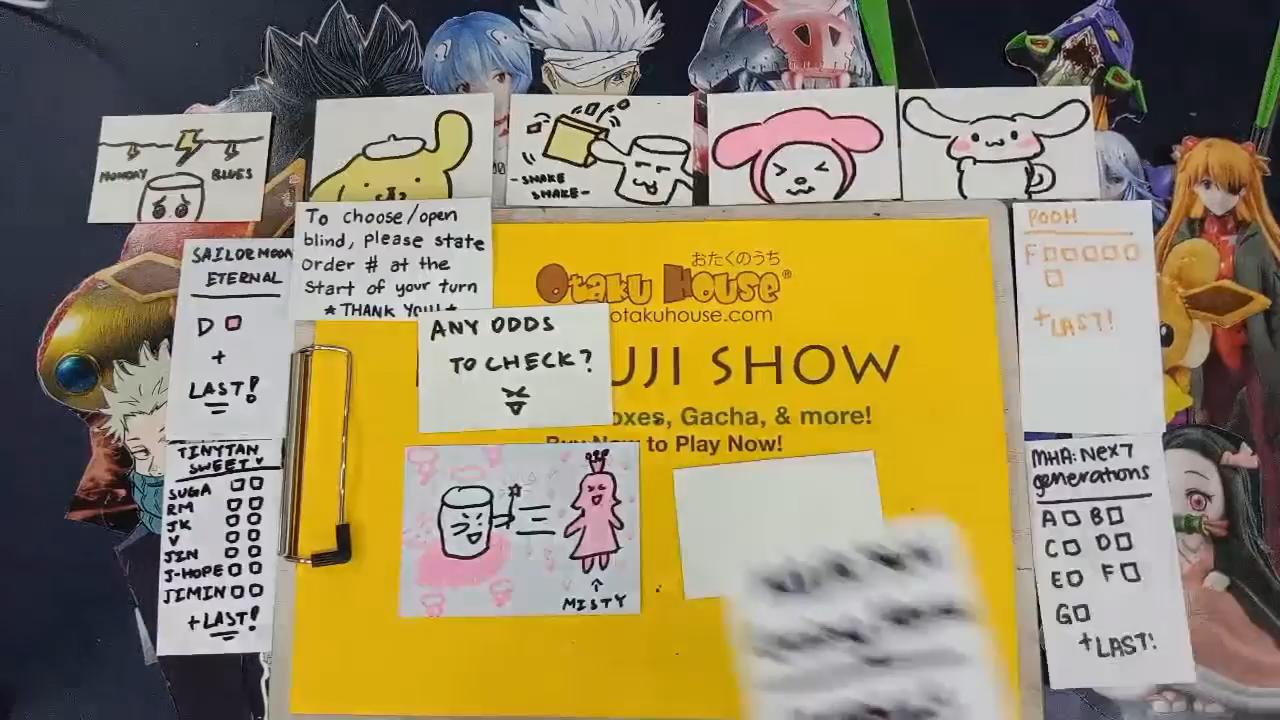 MONDAY BLUES
-SHAKE
SHAKE-
To choose/open
blind, please state
Order # at the
Start of your turn
★THANK YOU!★
SAILORMOON
ETERNAL
D
+
LAST!
TINYTAN
SWEET
SUGA
RM
JK
V
JIN
J-HOPE
JIMIN
+LAST!
おたくのうち
OTAKU HOUSE®
otakuhouse.com
UJI SHOW
oxes, Gacha, & more!
Buy Now to Play Now!
ANY ODDS
TO CHECK?
MISTY
POOH
F
+LAST!
MHA: NEXT
generations
A B
C D
E F
G
+LAST!